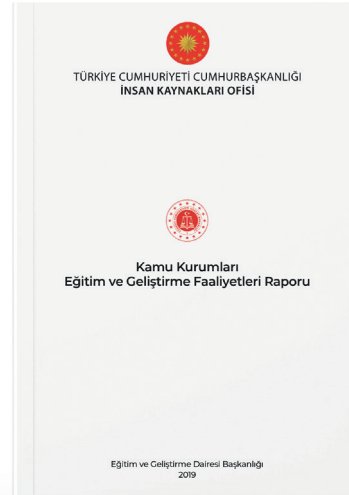 TÜRKİYE CUMHURİYETİ CUMHURBAŞKANLIĞI
İNSAN KAYNAKLARI OFİSİ
Kamu Kurumları
Eğitim ve Geliştirme Faaliyetleri Raporu
Eğitim ve Geliştirme Dairesi Başkanlığı
2019